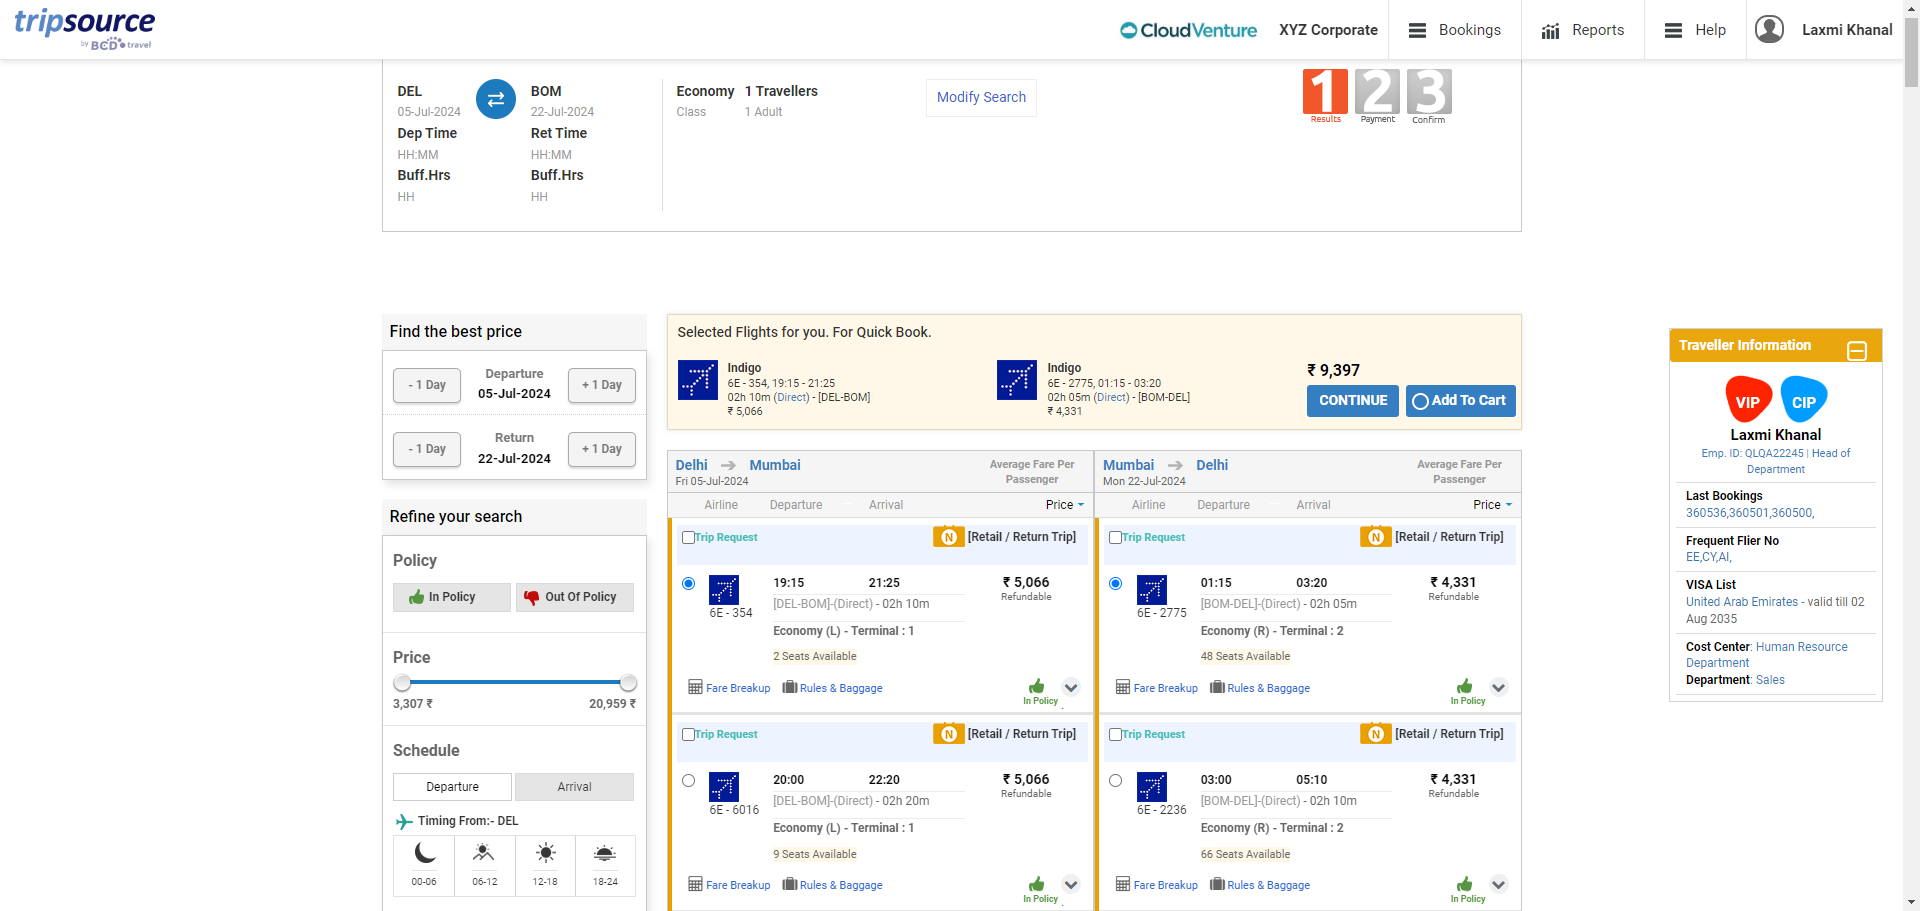 tripsource
by BCD travel
CloudVenture
XYZ Corporate
Bookings
Reports
Help
Laxmi Khanal
DEL
05-Jul-2024
Dep Time
HH:MM
Buff.Hrs
HH
BOM
22-Jul-2024
Ret Time
HH:MM
Buff.Hrs
HH
Economy
Class
1 Travellers
1 Adult
Modify Search
1 2 3
Results Payment Confirm
Find the best price
- 1 Day
Departure
05-Jul-2024
+ 1 Day
- 1 Day
Return
22-Jul-2024
+ 1 Day
Refine your search
Policy
In Policy
Out Of Policy
Price
3,307 ₹
20,959 ₹
Schedule
Departure
Arrival
Timing From:- DEL
00-06
06-12
12-18
18-24
Selected Flights for you. For Quick Book.
Indigo
6E - 354, 19:15 - 21:25
02h 10m (Direct) - [DEL-BOM]
₹ 5,066
Indigo
6E - 2775, 01:15 - 03:20
02h 05m (Direct) - [BOM-DEL]
₹ 4,331
₹ 9,397
CONTINUE
Add To Cart
Delhi Mumbai
Fri 05-Jul-2024
Average Fare Per
Passenger
Airline Departure Arrival Price
Trip Request
N [Retail / Return Trip]
19:15 21:25 ₹ 5,066
Refundable
[DEL-BOM]-(Direct) - 02h 10m
6E - 354
Economy (L) - Terminal : 1
2 Seats Available
Fare Breakup
Rules & Baggage
In Policy
Trip Request
N [Retail / Return Trip]
20:00 22:20 ₹ 5,066
Refundable
[DEL-BOM]-(Direct) - 02h 20m
6E - 6016
Economy (L) - Terminal : 1
9 Seats Available
Fare Breakup
Rules & Baggage
In Policy
Mumbai Delhi
Mon 22-Jul-2024
Average Fare Per
Passenger
Airline Departure Arrival Price
Trip Request
N [Retail / Return Trip]
01:15 03:20 ₹ 4,331
Refundable
[BOM-DEL]-(Direct) - 02h 05m
6E - 2775
Economy (R) - Terminal : 2
48 Seats Available
Fare Breakup
Rules & Baggage
In Policy
Trip Request
N [Retail / Return Trip]
03:00 05:10 ₹ 4,331
Refundable
[BOM-DEL]-(Direct) - 02h 10m
6E - 2236
Economy (R) - Terminal : 2
66 Seats Available
Fare Breakup
Rules & Baggage
In Policy
Traveller Information
VIP CIP
Laxmi Khanal
Emp. ID: QLQA22245 | Head of
Department
Last Bookings
360536,360501,360500,
Frequent Flier No
EE,CY,AI,
VISA List
United Arab Emirates - valid till 02
Aug 2035
Cost Center: Human Resource
Department
Department: Sales